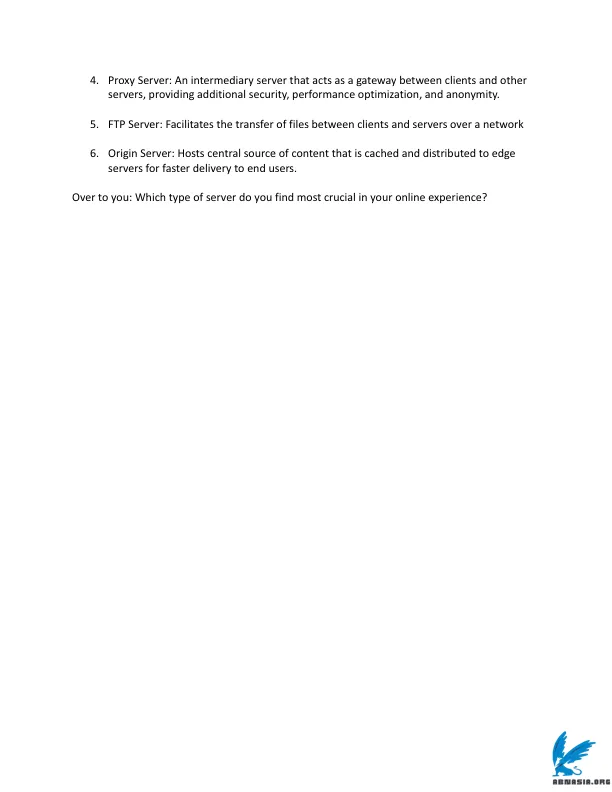 4. Proxy Server: An intermediary server that acts as a gateway between clients and other
servers, providing additional security, performance optimization, and anonymity.
5. FTP Server: Facilitates the transfer of files between clients and servers over a network
6. Origin Server: Hosts central source of content that is cached and distributed to edge
servers for faster delivery to end users.
Over to you: Which type of server do you find most crucial in your online experience?
ABNASIA.ORG